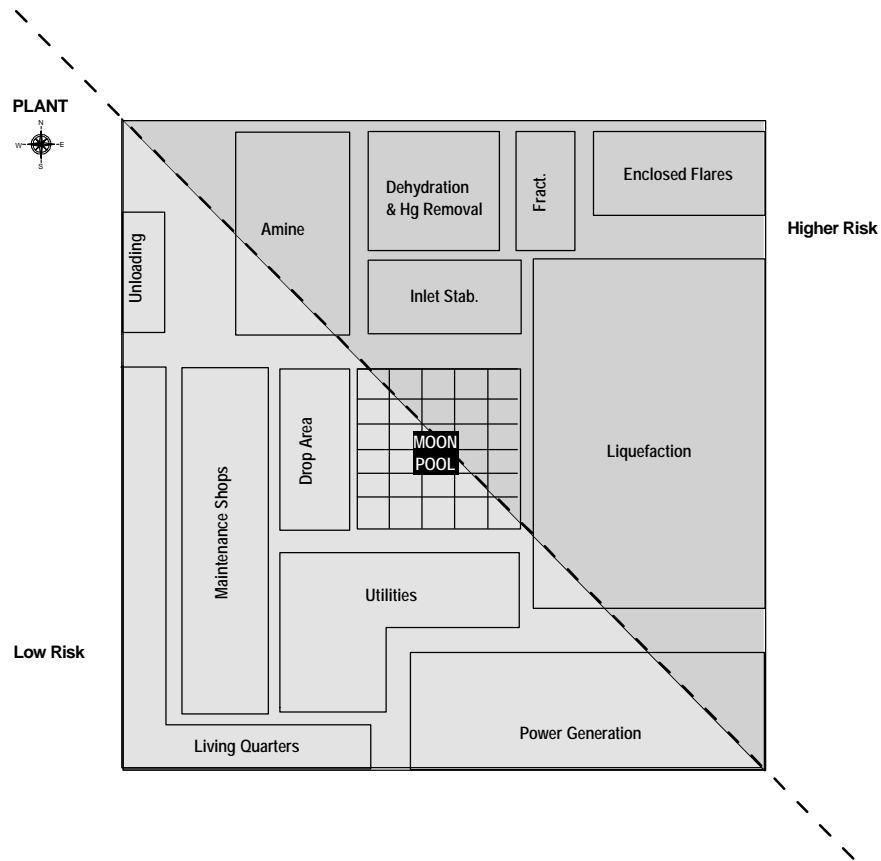 PLANT
N
W
E
S
Dehydration
& Hg Removal
Fract.
Enclosed Flares
Amine
Higher Risk
Unloading
Inlet Stab.
MOON
POOL
Drop Area
Liquefaction
Maintenance Shops
Utilities
Low Risk
Power Generation
Living Quarters